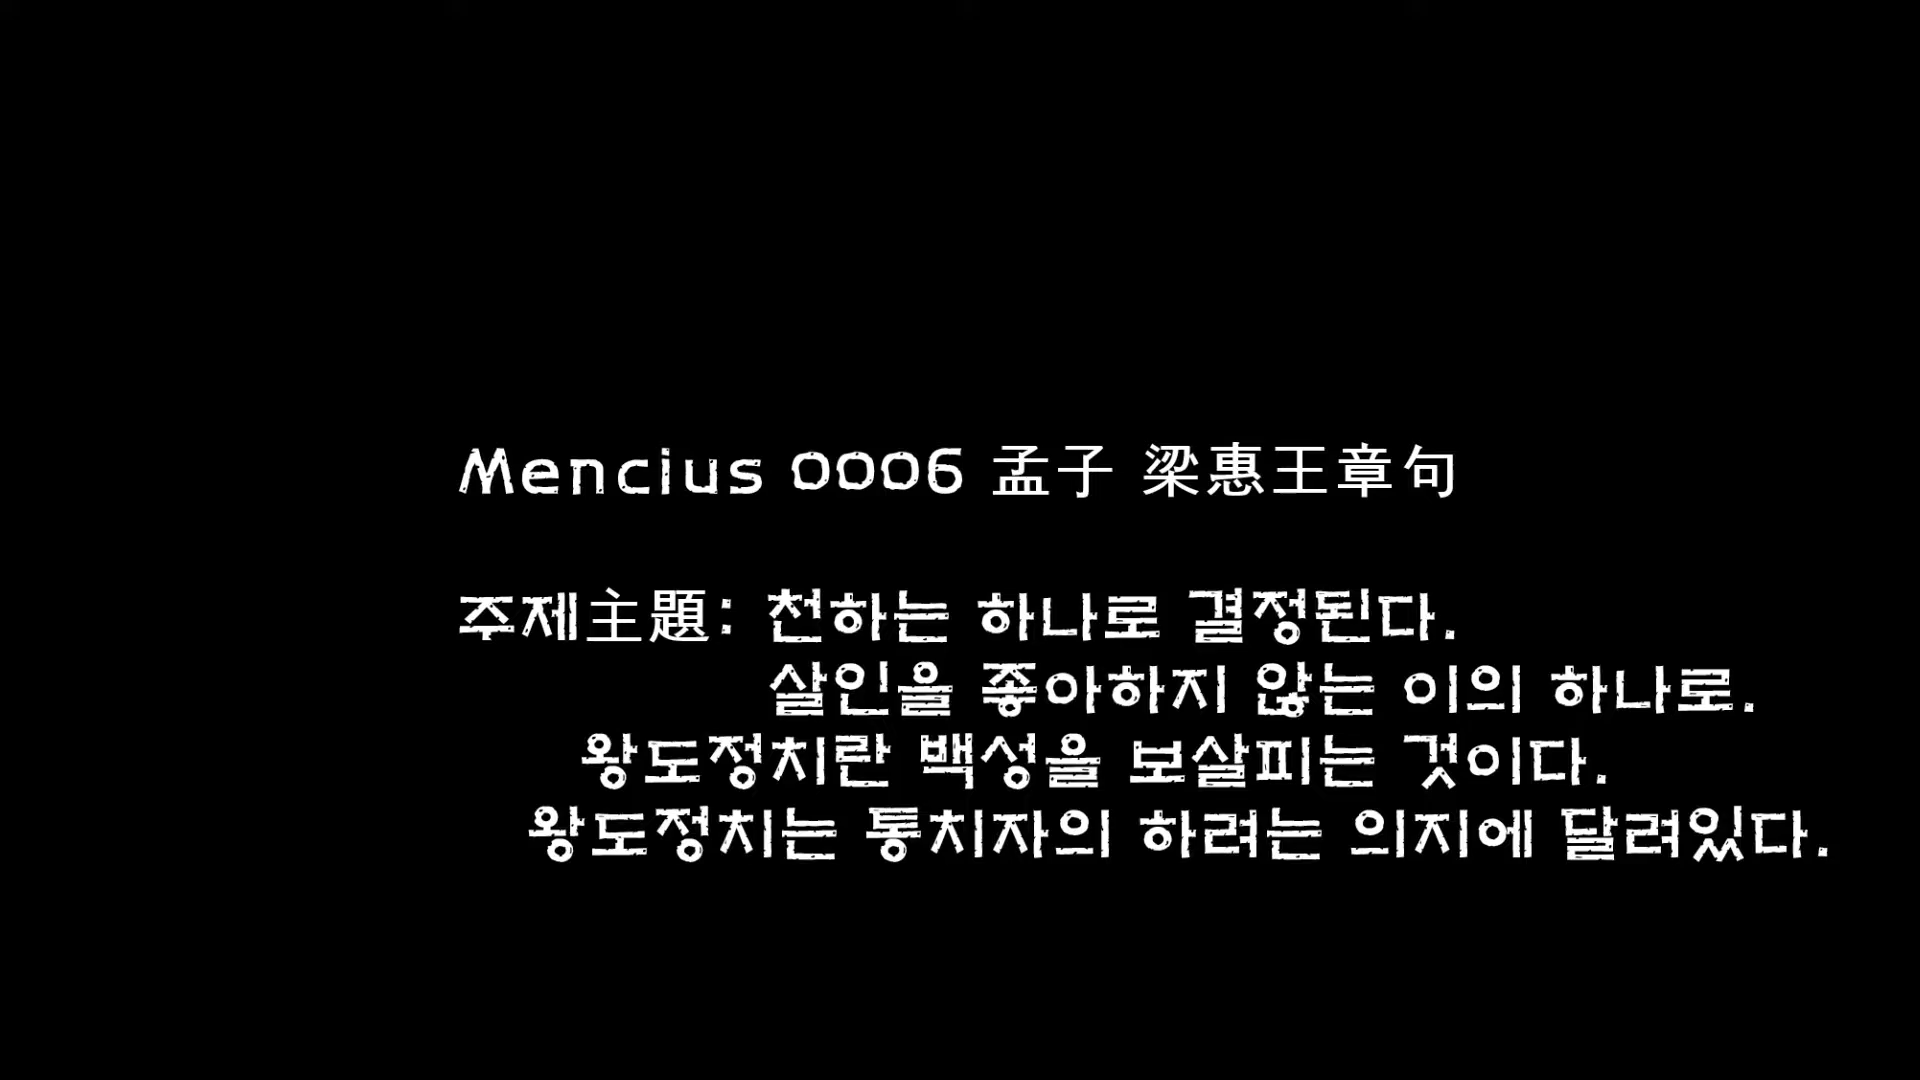 Mencius 0006 孟子 梁惠王章句
주제主題: 천하는 하나로 결정된다.
살인을 좋아하지 않는 이의 하나로.
왕도정치란 백성을 보살피는 것이다.
왕도정치는 통치자의 하려는 의지에 달려있다.